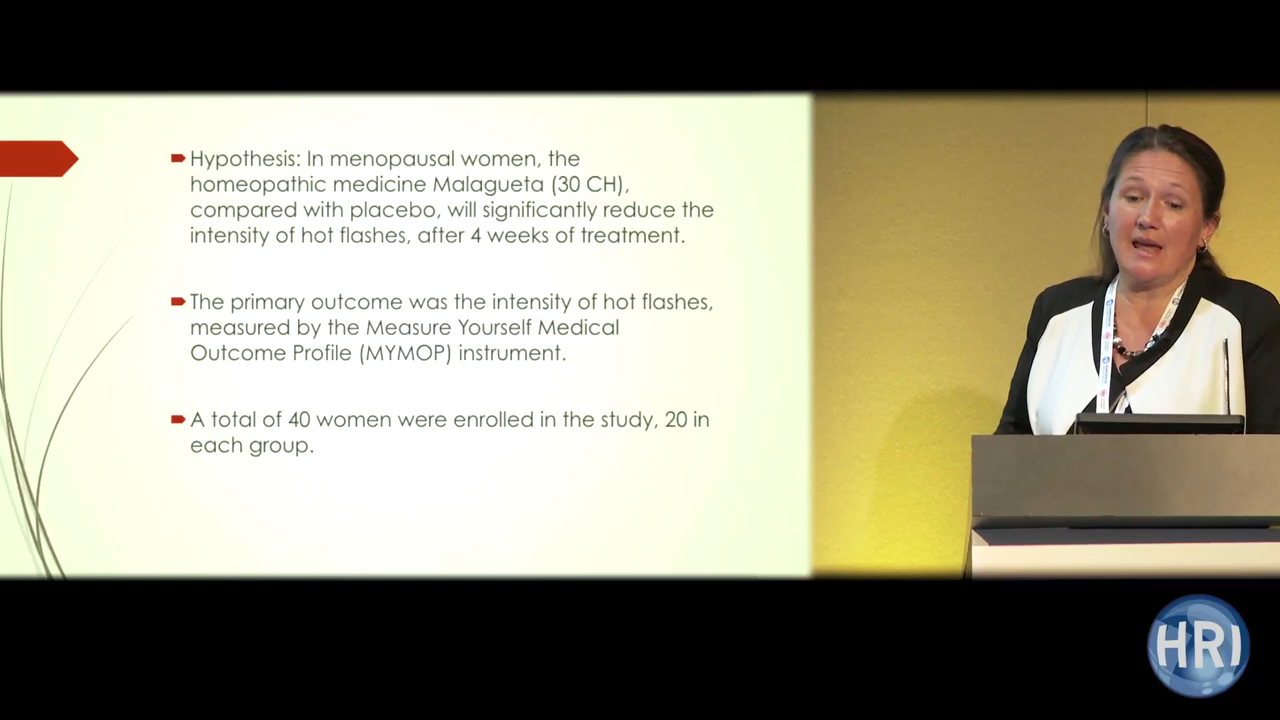 Hypothesis: In menopausal women, the
homeopathic medicine Malagueta (30 CH),
compared with placebo, will significantly reduce the
intensity of hot flashes, after 4 weeks of treatment.
The primary outcome was the intensity of hot flashes,
measured by the Measure Yourself Medical
Outcome Profile (MYMOP) instrument.
A total of 40 women were enrolled in the study, 20 in
each group.
HRI